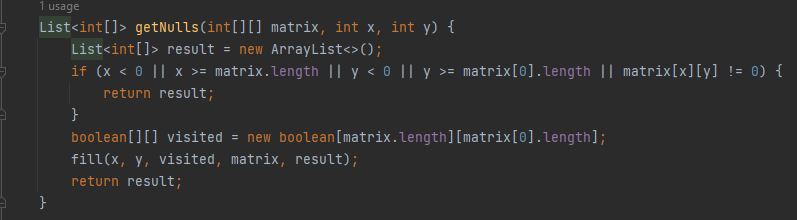 1 usage
List<int[]> getNulls(int[][] matrix, int x, int y) {
List<int[]> result = new ArrayList<>();
if (x < 0 || x >= matrix.length || y < 0 || y >= matrix[0].length || matrix[x][y] != 0) {
return result;
}
boolean[][] visited = new boolean[matrix.length][matrix[0].length];
fill(x, y, visited, matrix, result);
return result;
}